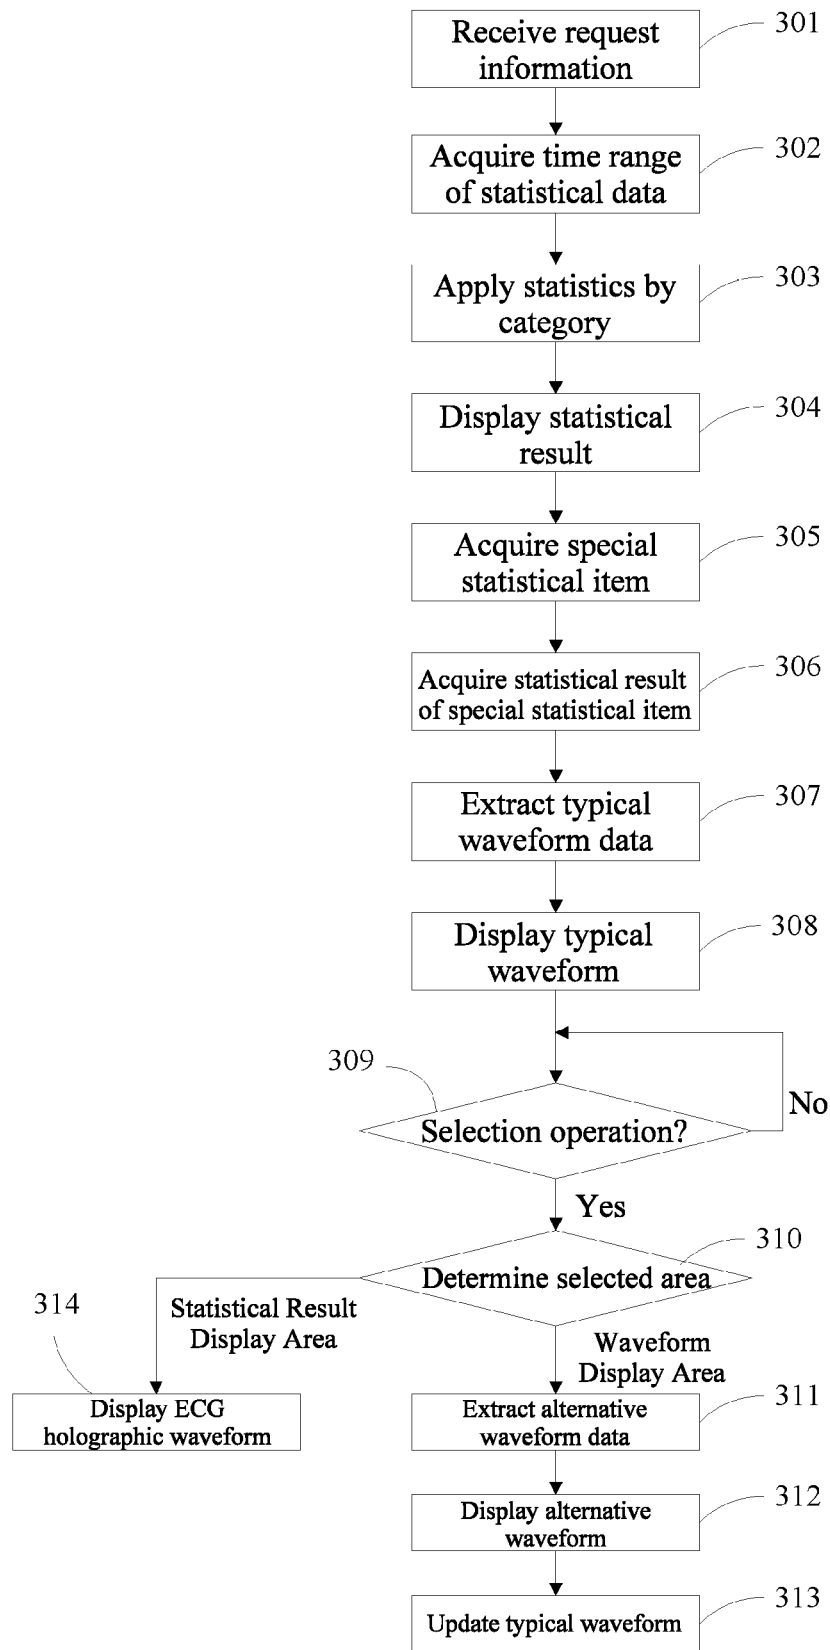 Receive request
information
301
Acquire time range
of statistical data
302
Apply statistics by
category
303
Display statistical
result
304
Acquire special
statistical item
305
Acquire statistical result
of special statistical item
306
Extract typical
waveform data
307
Display typical
waveform
308
309
Selection operation?
No
Yes
310
Determine selected area
314
Statistical Result
Display Area
Waveform
Display Area
Display ECG
holographic waveform
Extract alternative
waveform data
311
Display alternative
waveform
312
Update typical waveform
313